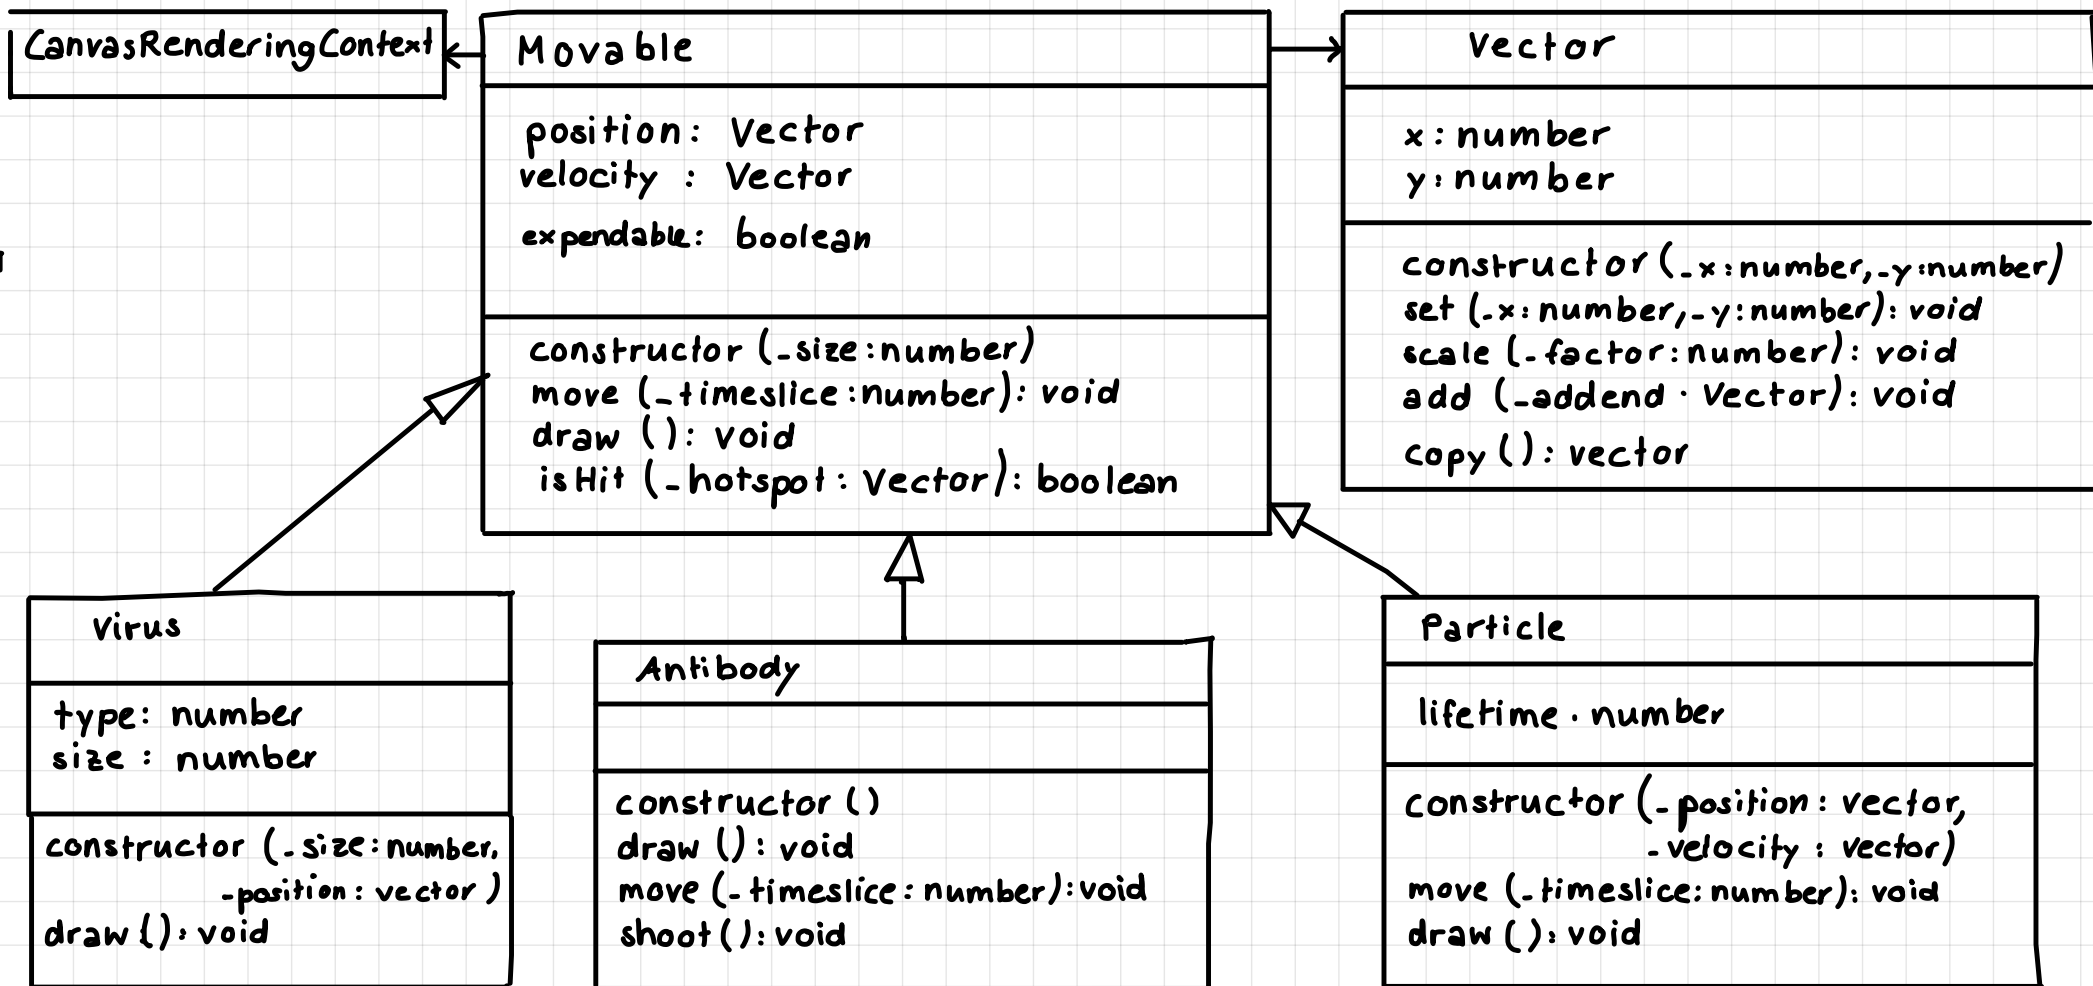 CanvasRenderingContext
Movable
position: Vector
velocity : Vector
expendable: boolean
constructor (_size:number)
move (_timeslice:number): void
draw (): void
isHit (_hotspot: Vector): boolean
Vector
x: number
y: number
constructor (_x:number,_y:number)
set (_x: number,_y:number): void
scale (_factor:number): void
add (_addend . Vector): void
copy (): vector
Virus
type: number
size : number
constructor (_size:number,
_position: vector)
draw (): void
Antibody
constructor ()
draw (): void
move (_timeslice: number): void
shoot (): void
Particle
lifetime . number
constructor (_position: vector,
_velocity : vector)
move (_timeslice: number): void
draw (): void